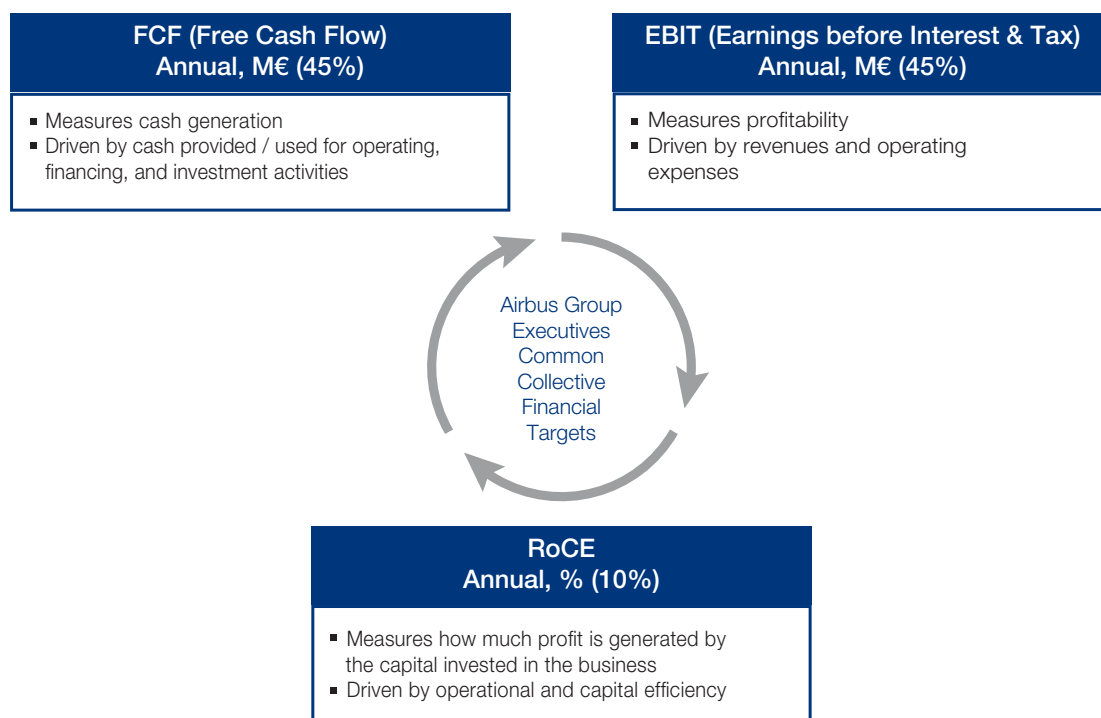 FCF (Free Cash Flow)
Annual, M€ (45%)
▪ Measures cash generation
▪ Driven by cash provided / used for operating,
financing, and investment activities
EBIT (Earnings before Interest & Tax)
Annual, M€ (45%)
▪ Measures profitability
▪ Driven by revenues and operating
expenses
Airbus Group
Executives
Common
Collective
Financial
Targets
RoCE
Annual, % (10%)
▪ Measures how much profit is generated by
the capital invested in the business
▪ Driven by operational and capital efficiency